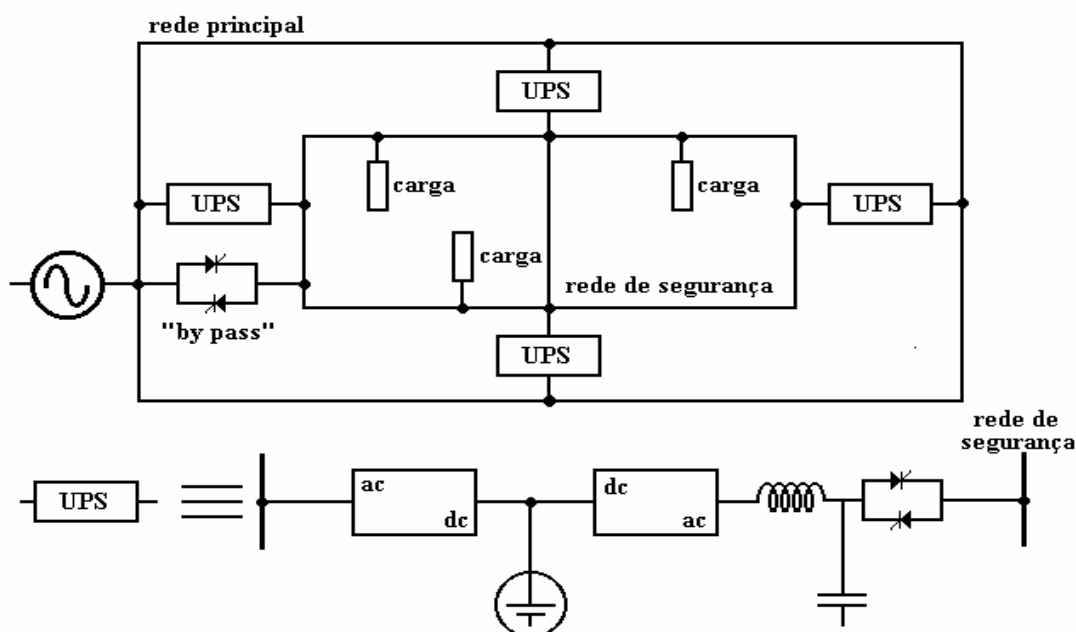 rede principal
UPS
carga
carga
UPS
UPS
carga
rede de segurança
"by pass"
UPS
rede de
segurança
UPS
ac
dc
dc
ac